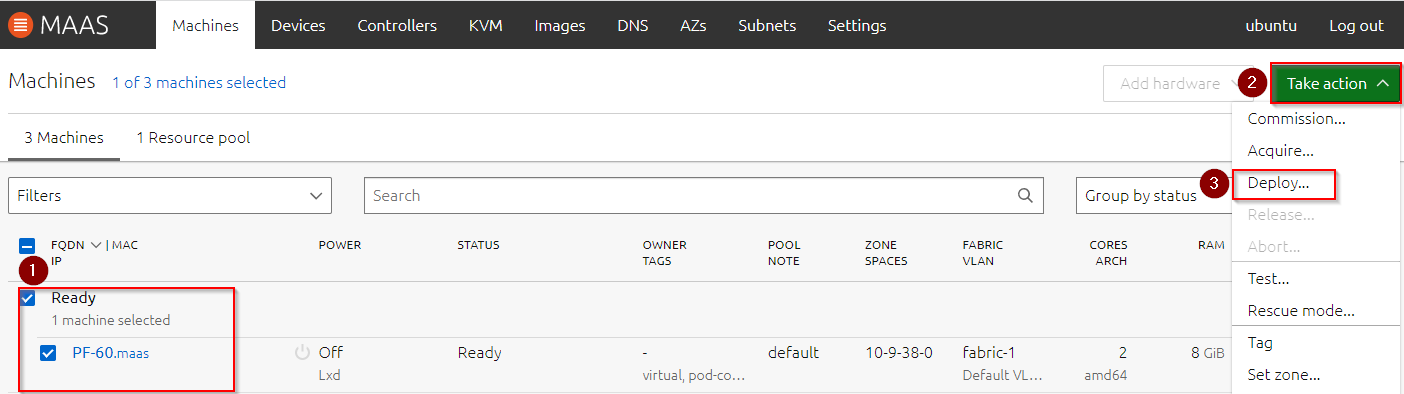 MAAS Machines Devices Controllers KVM Images DNS AZs Subnets Settings ubuntu Log out
Machines 1 of 3 machines selected Add hardware 2 Take action
Commission...
3 Machines 1 Resource pool
Acquire...
Filters Search Group by status 3 Deploy...
Release...
FQDN | MAC POWER STATUS OWNER POOL ZONE FABRIC CORES RAM Abort...
IP TAGS NOTE SPACES VLAN ARCH
1
Test...
Ready
1 machine selected Rescue mode...
Tag
PF-60.maas Off Ready - default 10-9-38-0 fabric-1 2 8 GiB
Lxd virtual, pod-co... Default VL... amd64 Set zone...